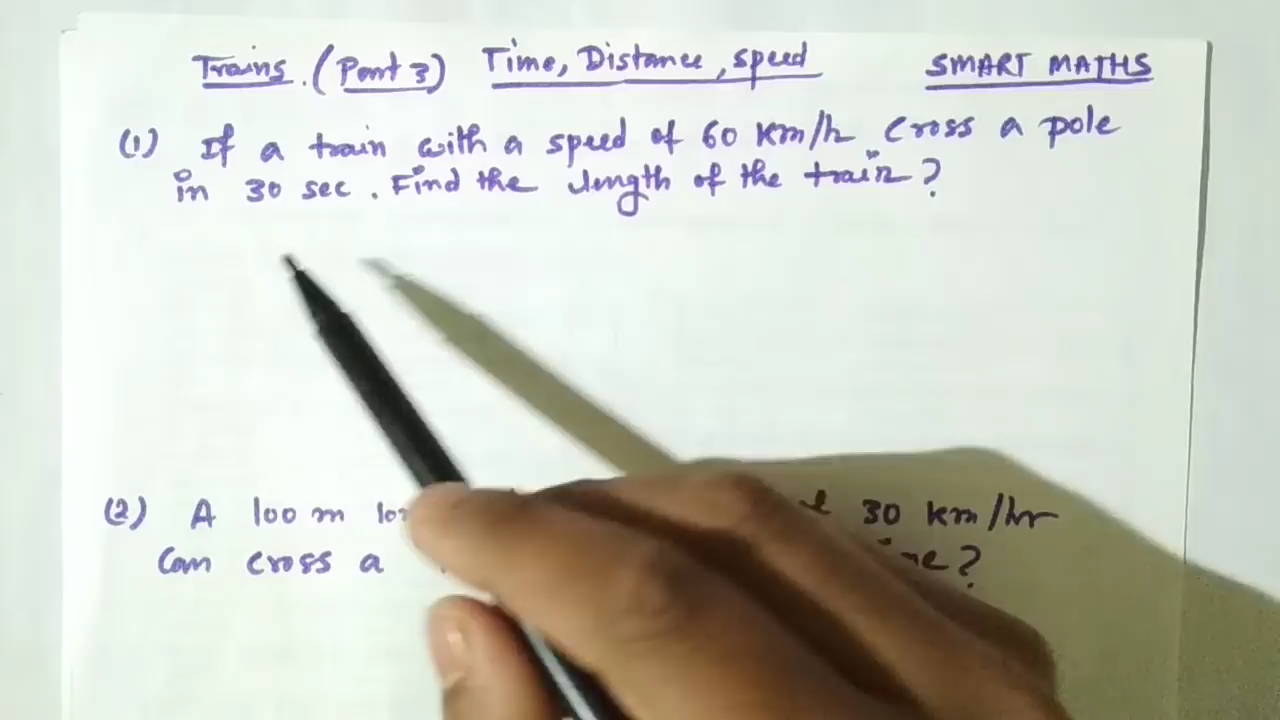 Trains. (Part 3) Time, Distance, speed SMART MATHS
(1) If a train with a speed of 60 km/h cross a pole
in 30 sec. Find the length of the train?
(2) A 100 m 30 km/hr
Can cross a